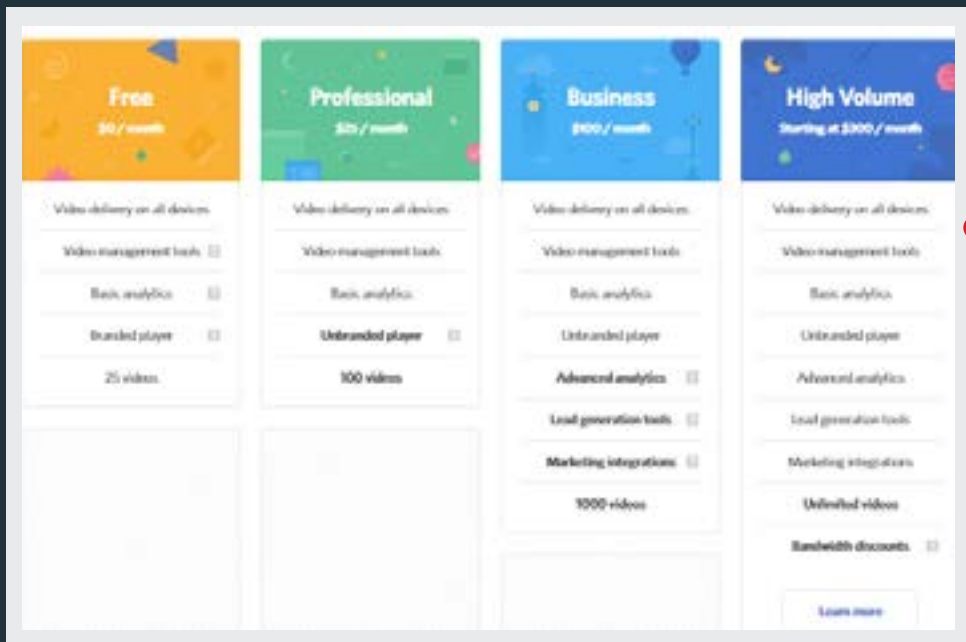 Free
$0 / month
Video delivery on all devices
Video management tools
Basic analytics
Branded player
25 videos
Professional
$25 / month
Video delivery on all devices
Video management tools
Basic analytics
Unbranded player
100 videos
Business
$100 / month
Video delivery on all devices
Video management tools
Basic analytics
Unbranded player
Advanced analytics
Lead generation tools
Marketing integrations
1000 videos
High Volume
Starting at $300 / month
Video delivery on all devices
Video management tools
Basic analytics
Unbranded player
Advanced analytics
Lead generation tools
Marketing integrations
Unlimited videos
Bandwidth discounts
Learn more